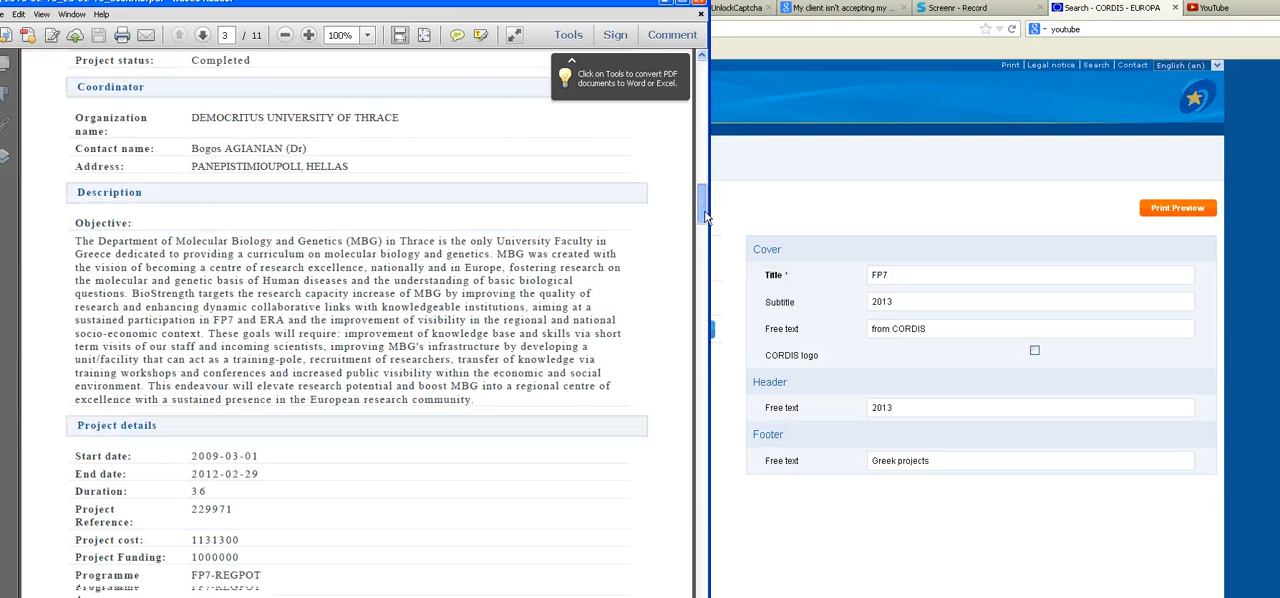 UnlockCaptcha
My client isn't accepting my ...
Screenr - Record
Search - CORDIS - EUROPA
YouTube
Edit View Window Help
3 / 11
100%
Tools Sign Comment
youtube
Print | Legal notice | Search | Contact English (en)
Project status: Completed
Click on Tools to convert PDF
documents to Word or Excel.
Coordinator
Organization
name:
DEMOCRITUS UNIVERSITY OF THRACE
Contact name: Bogos AGIANIAN (Dr)
Address: PANEPISTIMIOUPOLI, HELLAS
Description
Objective:
The Department of Molecular Biology and Genetics (MBG) in Thrace is the only University Faculty in
Greece dedicated to providing a curriculum on molecular biology and genetics. MBG was created with
the vision of becoming a centre of research excellence, nationally and in Europe, fostering research on
the molecular and genetic basis of Human diseases and the understanding of basic biological
questions. BioStrength targets the research capacity increase of MBG by improving the quality of
research and enhancing dynamic collaborative links with knowledgeable institutions, aiming at a
sustained participation in FP7 and ERA and the improvement of visibility in the regional and national
socio-economic context. These goals will require: improvement of knowledge base and skills via short
term visits of our staff and incoming scientists, improving MBG's infrastructure by developing a
unit/facility that can act as a training-pole, recruitment of researchers, transfer of knowledge via
training workshops and conferences and increased public visibility within the economic and social
environment. This endeavour will elevate research potential and boost MBG into a regional centre of
excellence with a sustained presence in the European research community.
Project details
Start date: 2009-03-01
End date: 2012-02-29
Duration: 36
Project
Reference:
229971
Project cost: 1131300
Project Funding: 1000000
Programme FP7-REGPOT
Print Preview
Cover
Title * FP7
Subtitle 2013
Free text from CORDIS
CORDIS logo
Header
Free text 2013
Footer
Free text Greek projects